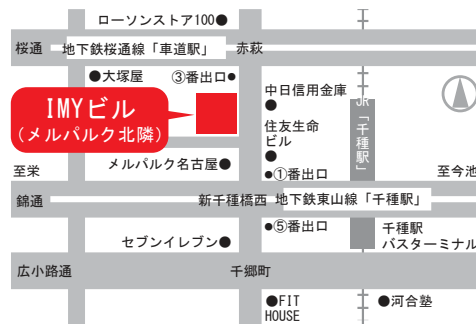 ローソンストア100●
桜通
地下鉄桜通線「車道駅」
赤萩
●大塚屋
③番出口●
IMYビル
(メルパルク北隣)
中日信用金庫
●
住友生命
ビル
●
JR「千種駅」
メルパルク名古屋●
●①番出口
至栄
至今池
錦通
新千種橋西
地下鉄東山線「千種駅」
●⑤番出口
千種駅
バスターミナル
セブンイレブン●
広小路通
千郷町
●FIT
HOUSE
●河合塾